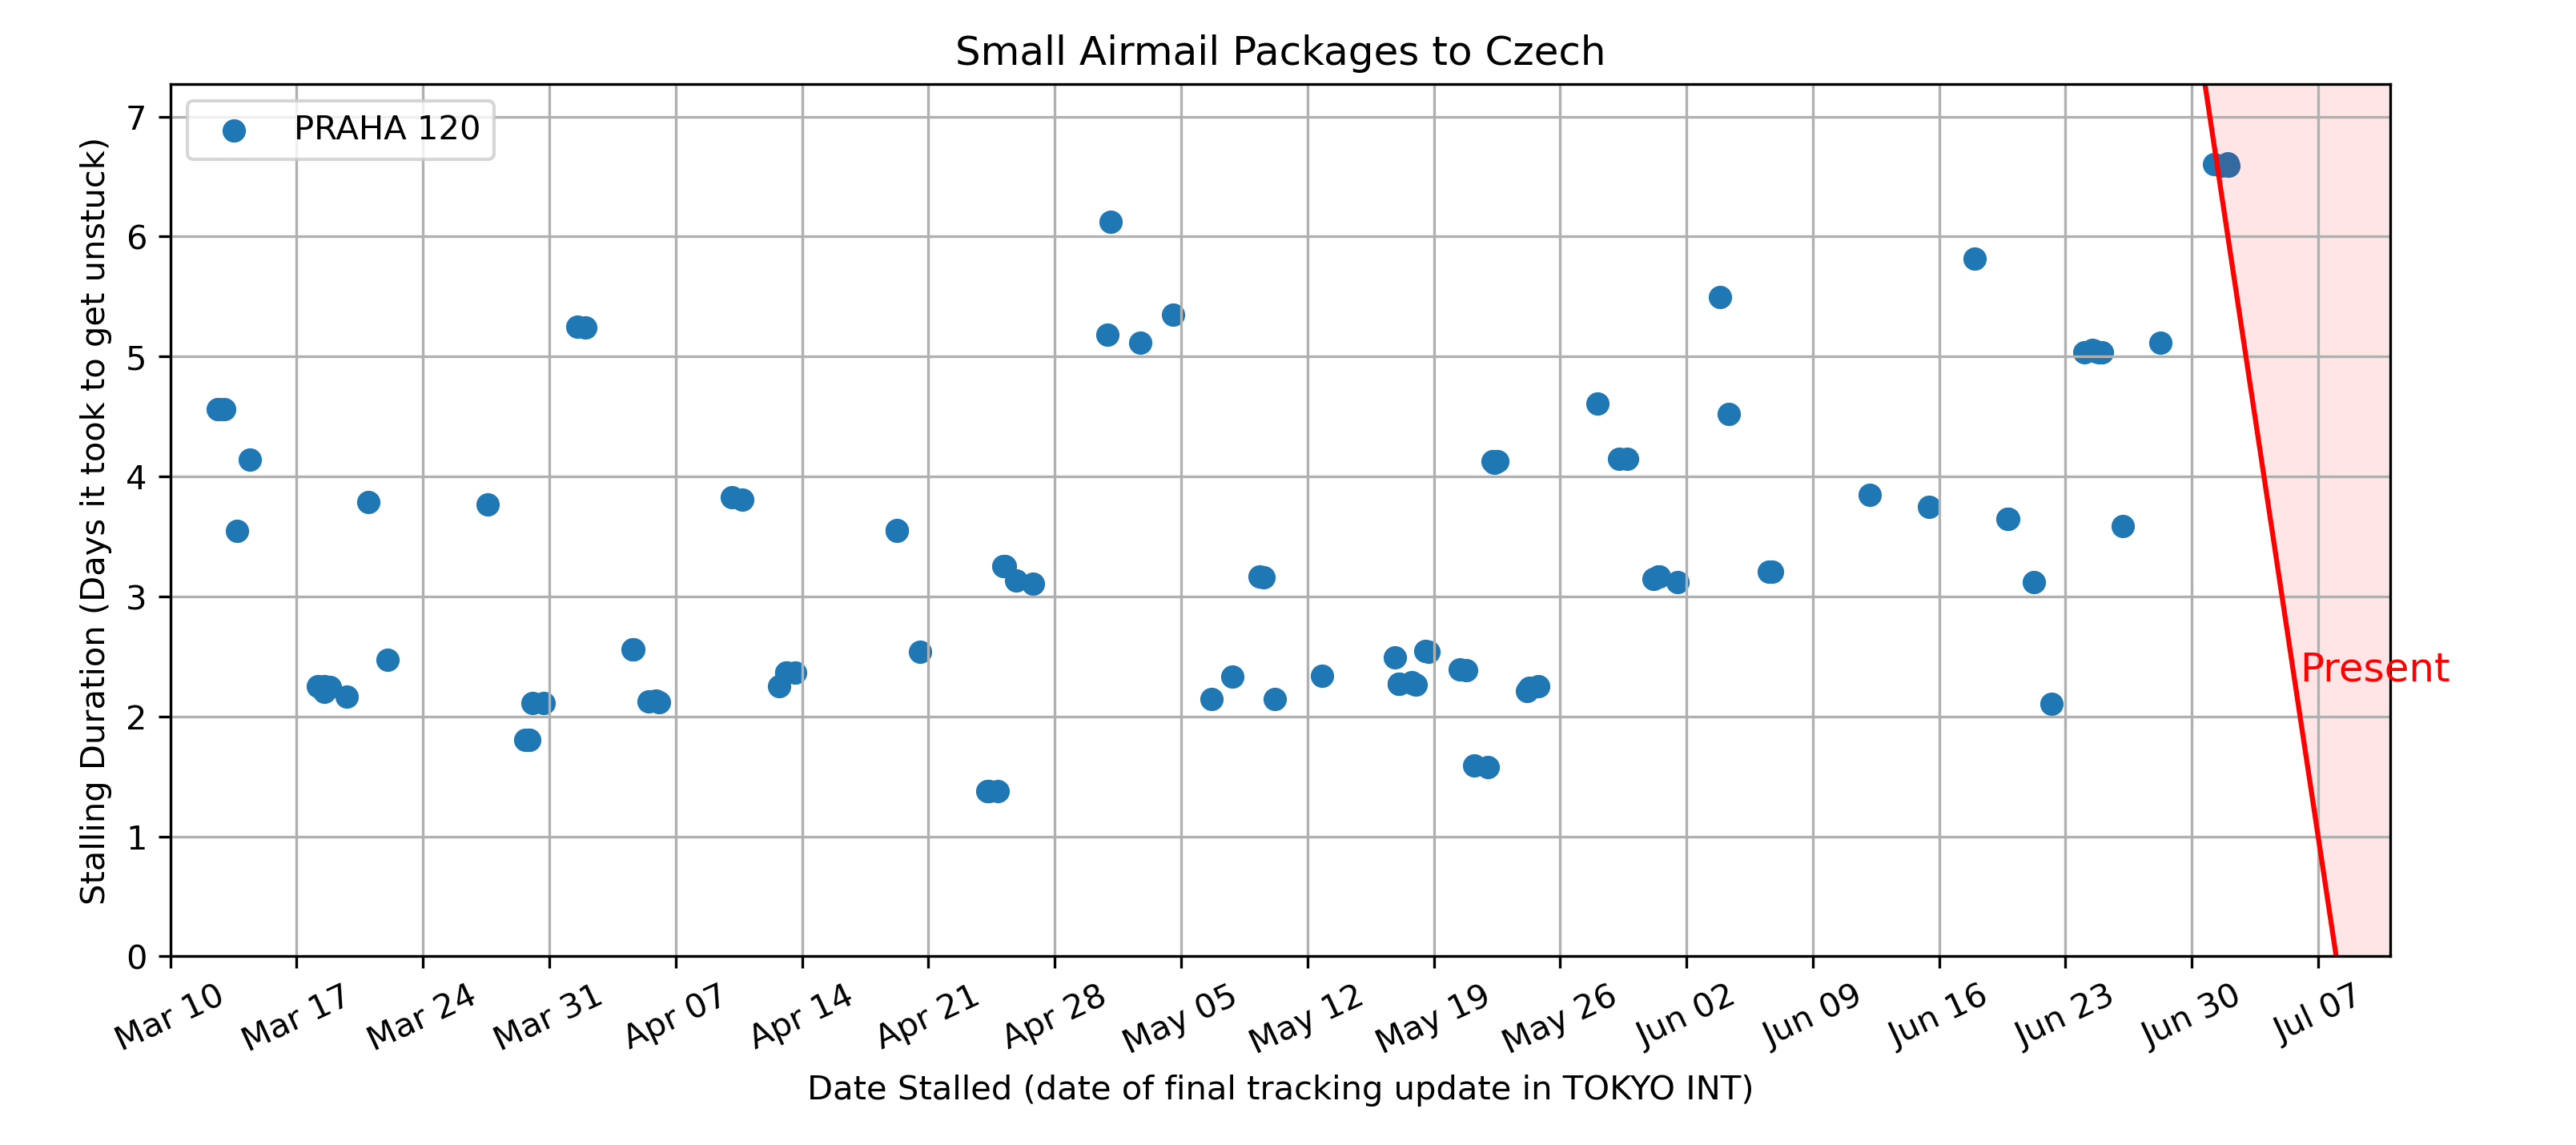 Small Airmail Packages to Czech
PRAHA 120
Stalling Duration (Days it took to get unstuck)
7
6
5
4
3
2
1
0
Present
Mar 10
Mar 17
Mar 24
Mar 31
Apr 07
Apr 14
Apr 21
Apr 28
May 05
May 12
May 19
May 26
Jun 02
Jun 09
Jun 16
Jun 23
Jun 30
Jul 07
Date Stalled (date of final tracking update in TOKYO INT)